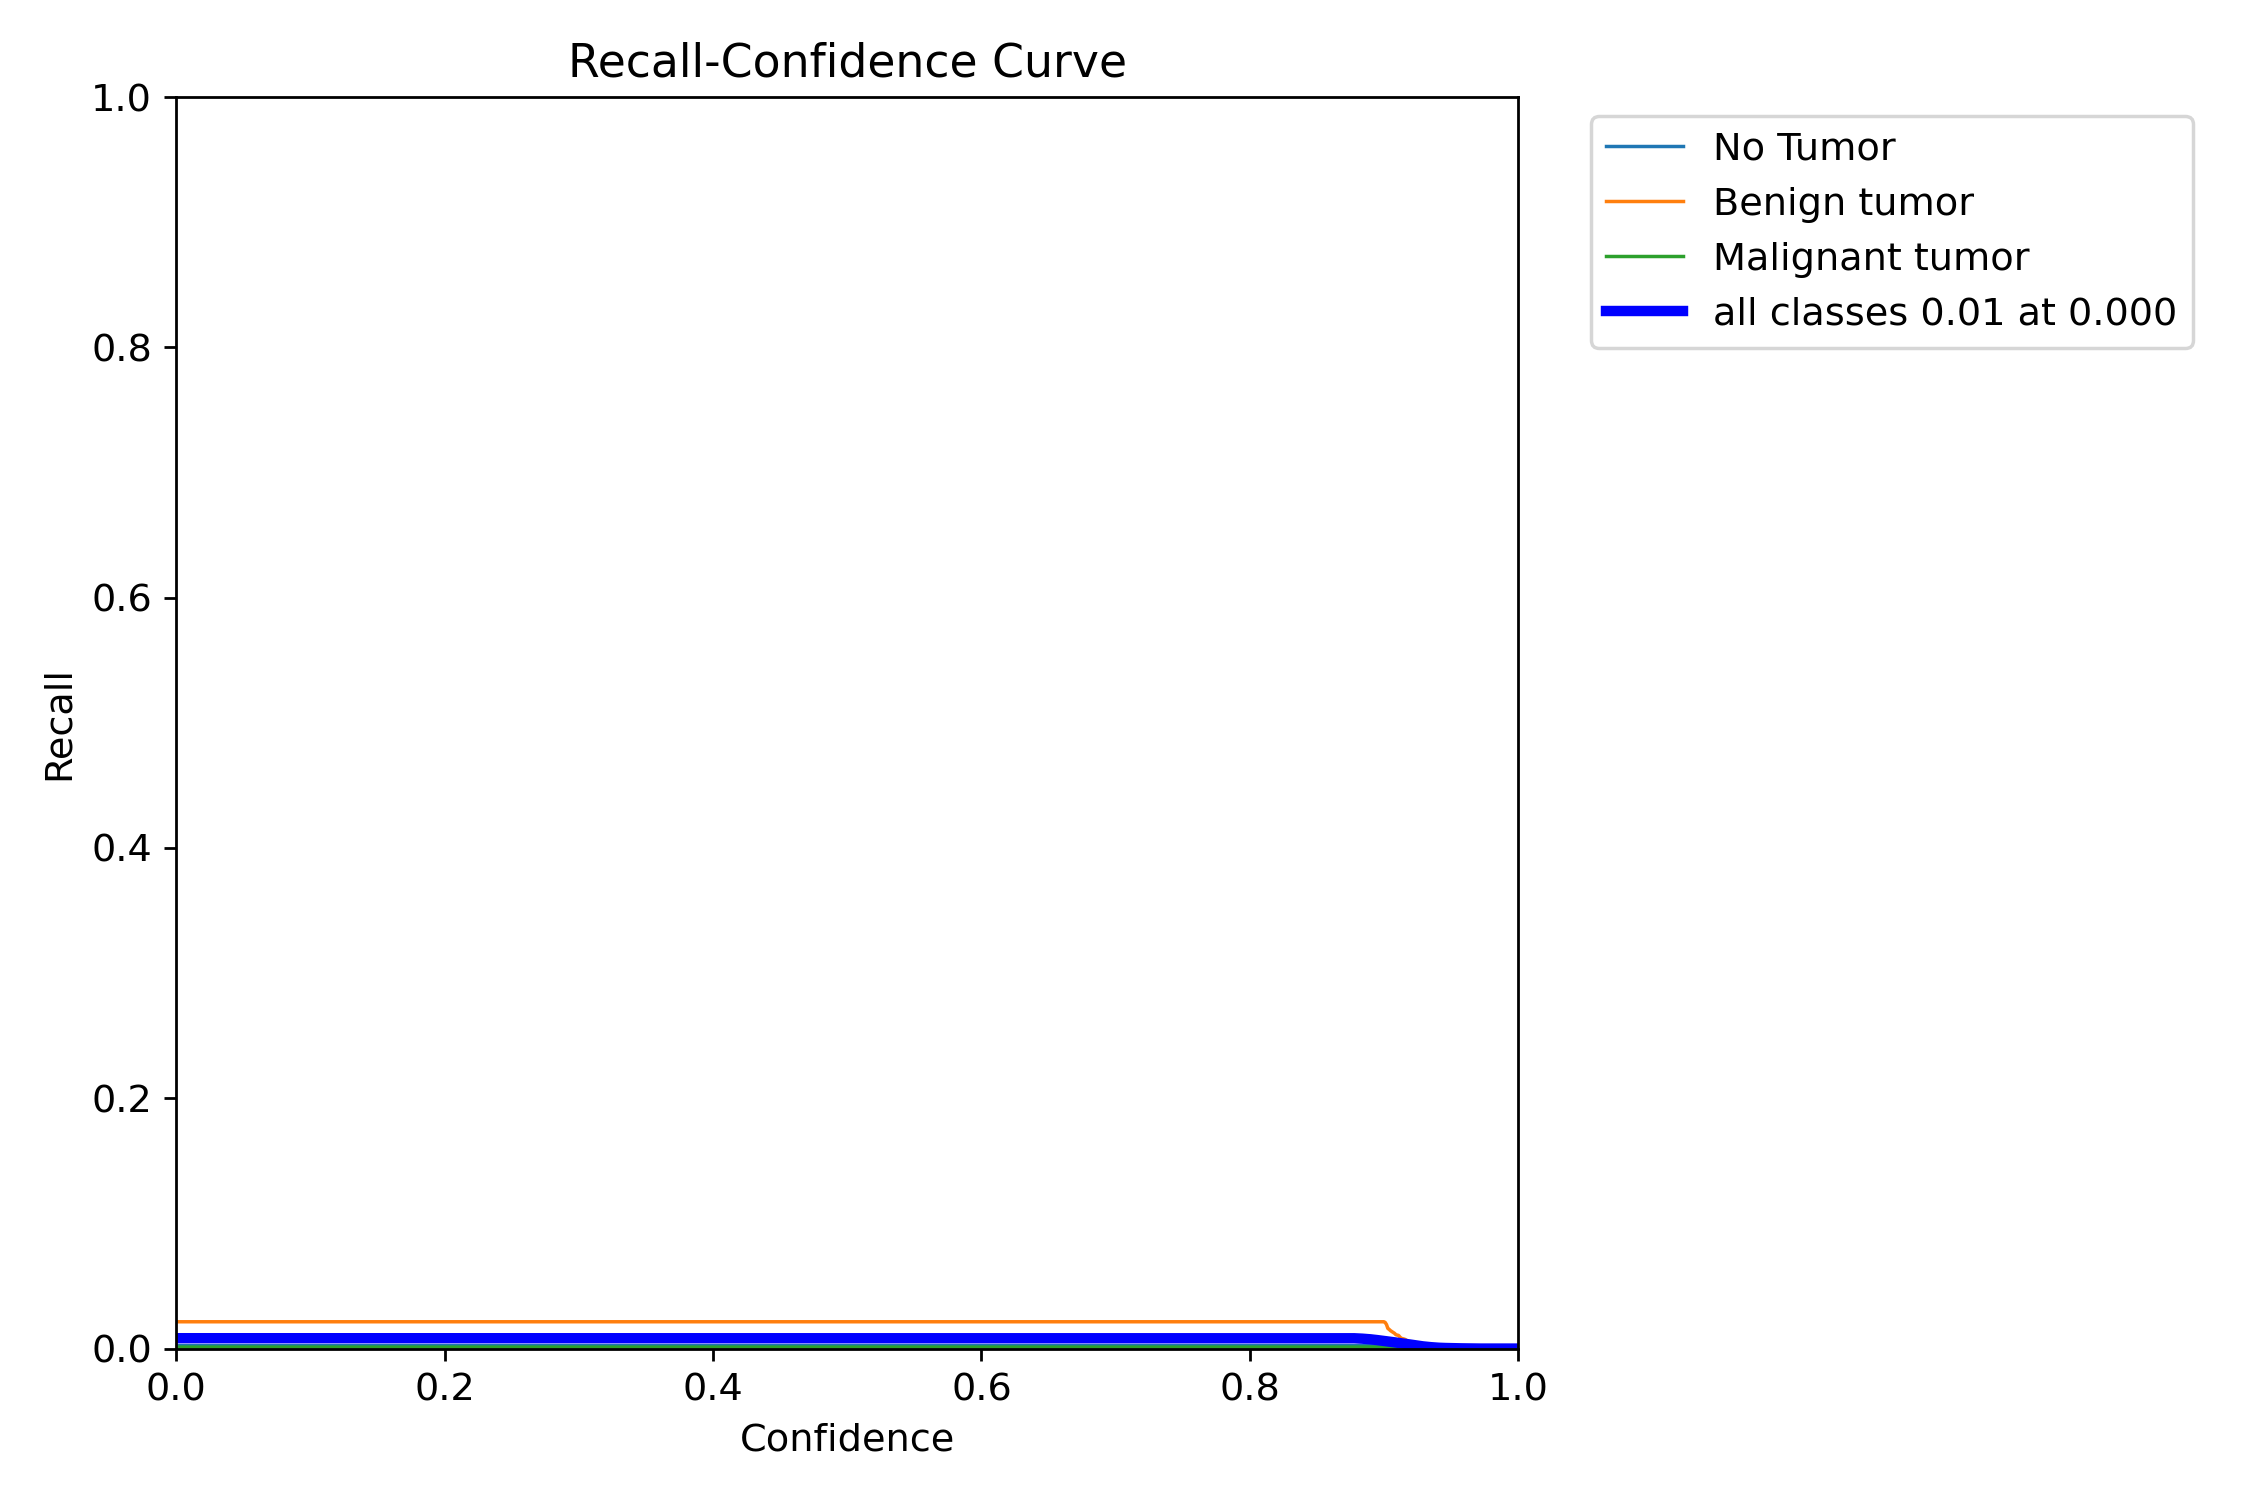 Recall-Confidence Curve
1.0
0.8
0.6
0.4
0.2
0.0
Recall
0.0 0.2 0.4 0.6 0.8 1.0
Confidence
No Tumor
Benign tumor
Malignant tumor
all classes 0.01 at 0.000